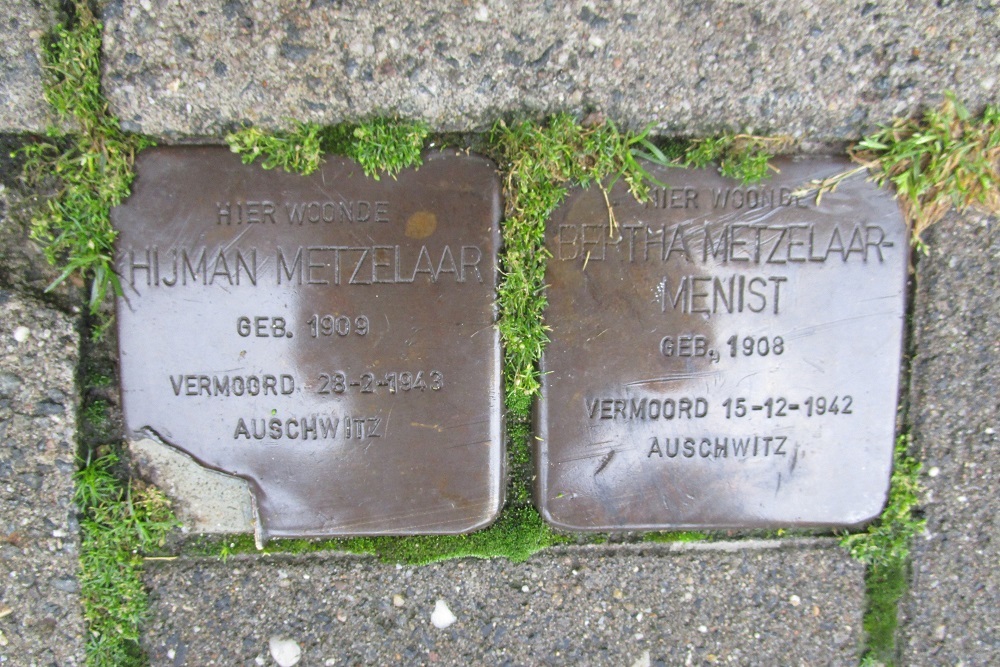 HIER WOONDE
HIJMAN METZELAAR
GEB. 1909
VERMOORD 28-2-1943
AUSCHWITZ
HIER WOONDE
BERTHA METZELAAR-
MENIST
GEB. 1908
VERMOORD 15-12-1942
AUSCHWITZ